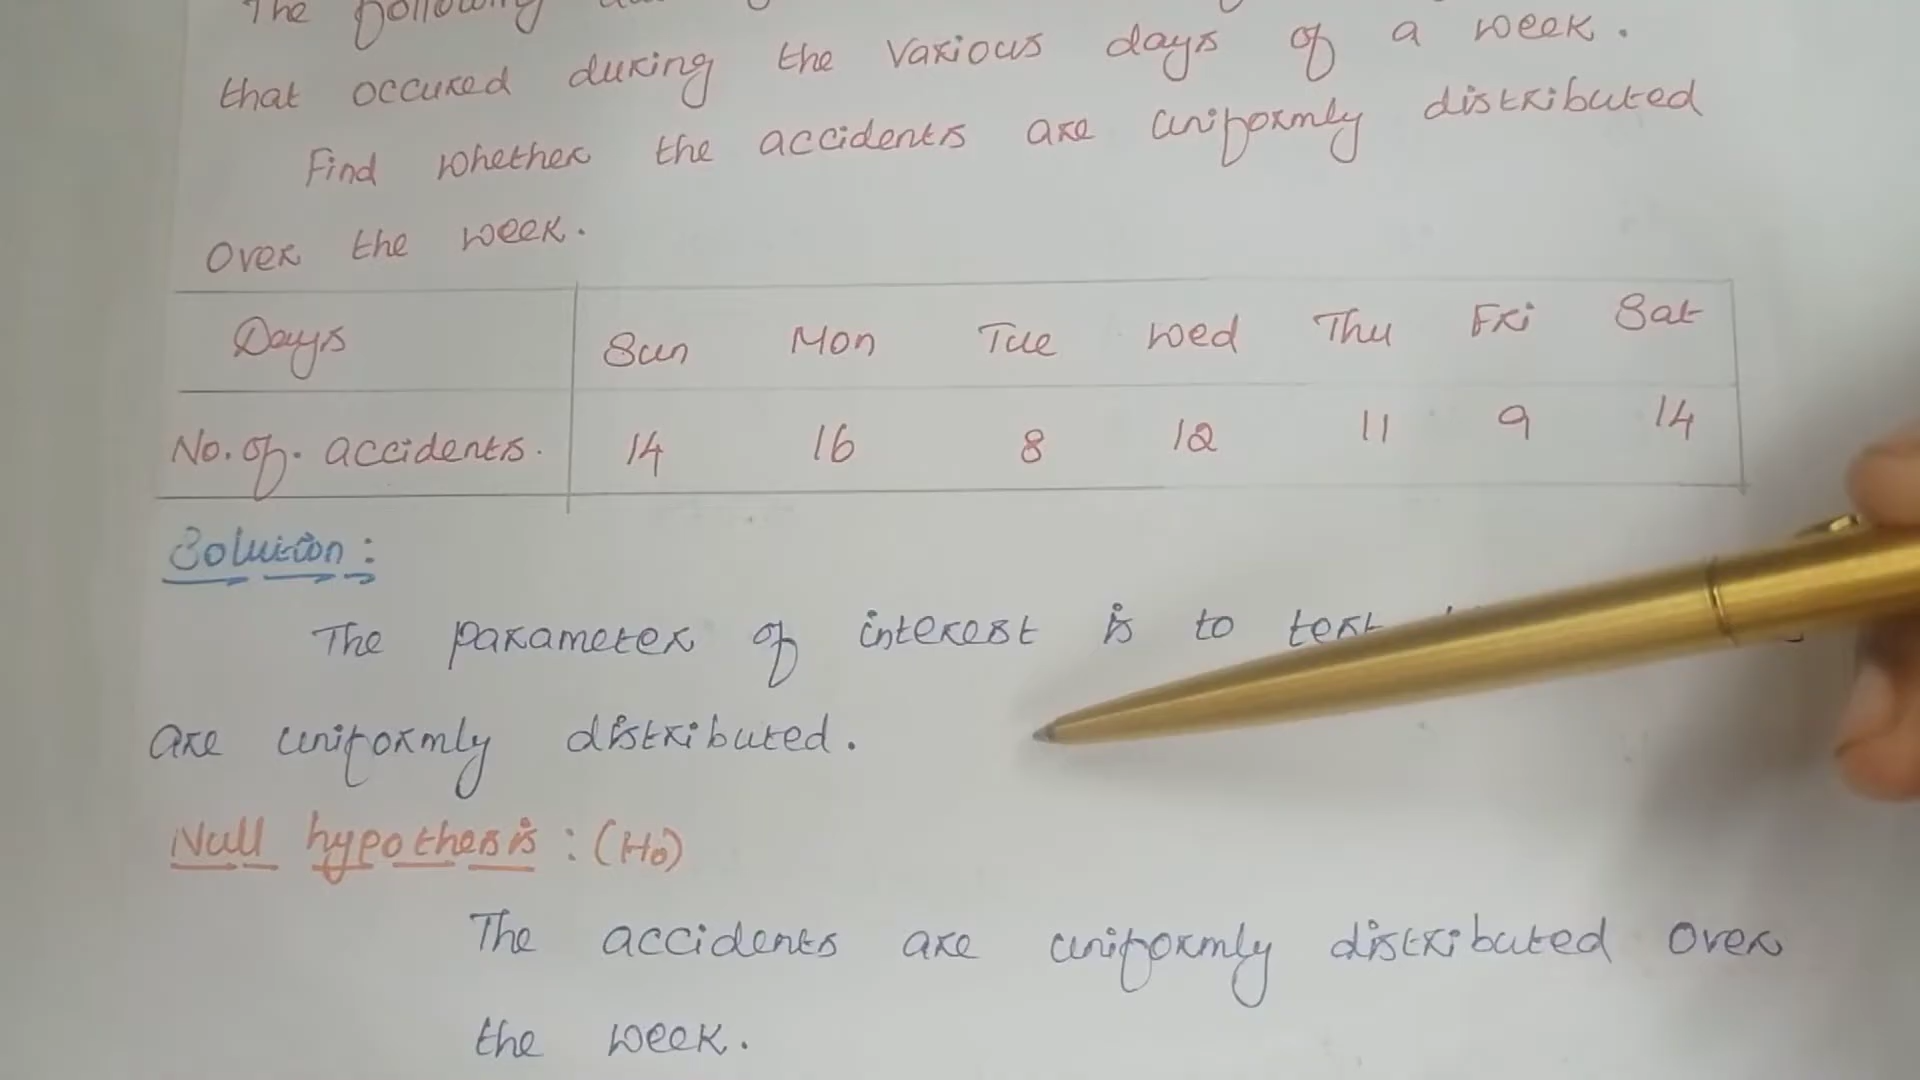 The following
that occured during the various days of a week.
Find whether the accidents are uniformly distributed
Over the week.
Days Sun Mon Tue Wed Thu Fri Sat
No. of. accidents. 14 16 8 12 11 9 14
Solution:
The parameter of interest is to test
are uniformly distributed.
Null hypothesis: (H0)
The accidents are uniformly distributed over
the week.